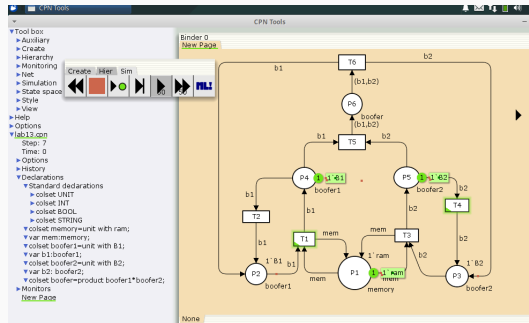 CPN Tools
CPN Tools
Tool box
Auxiliary
Create
Hierarchy
Monitoring
Net
Simulation
State space
Style
View
Help
Options
lab13.cpn
Step: 7
Time: 0
Options
History
Declarations
Standard declarations
colset UNIT
colset INT
colset BOOL
colset STRING
colset memory=unit with ram;
var mem:memory;
colset boofer1=unit with B1;
var b1:boofer1;
colset boofer2=unit with B2;
var b2: boofer2;
colset boofer=product boofer1*boofer2;
Monitors
New Page
Create Hier Sim
50
ML!
Binder 0
New Page
T6
b1
b2
(b1,b2)
P6
boofer
(b1,b2)
b1
T5
b2
P4
1
1`B1
boofer1
P5
1
1`B2
boofer2
b1
b2
T2
b1
b2
T4
T1
mem
mem
T3
b1
b2
b2
1`B1
b1
P2
boofer1
mem
P1
1`ram
1
1`ram
mem
memory
b2
1`B2
P3
boofer2
None